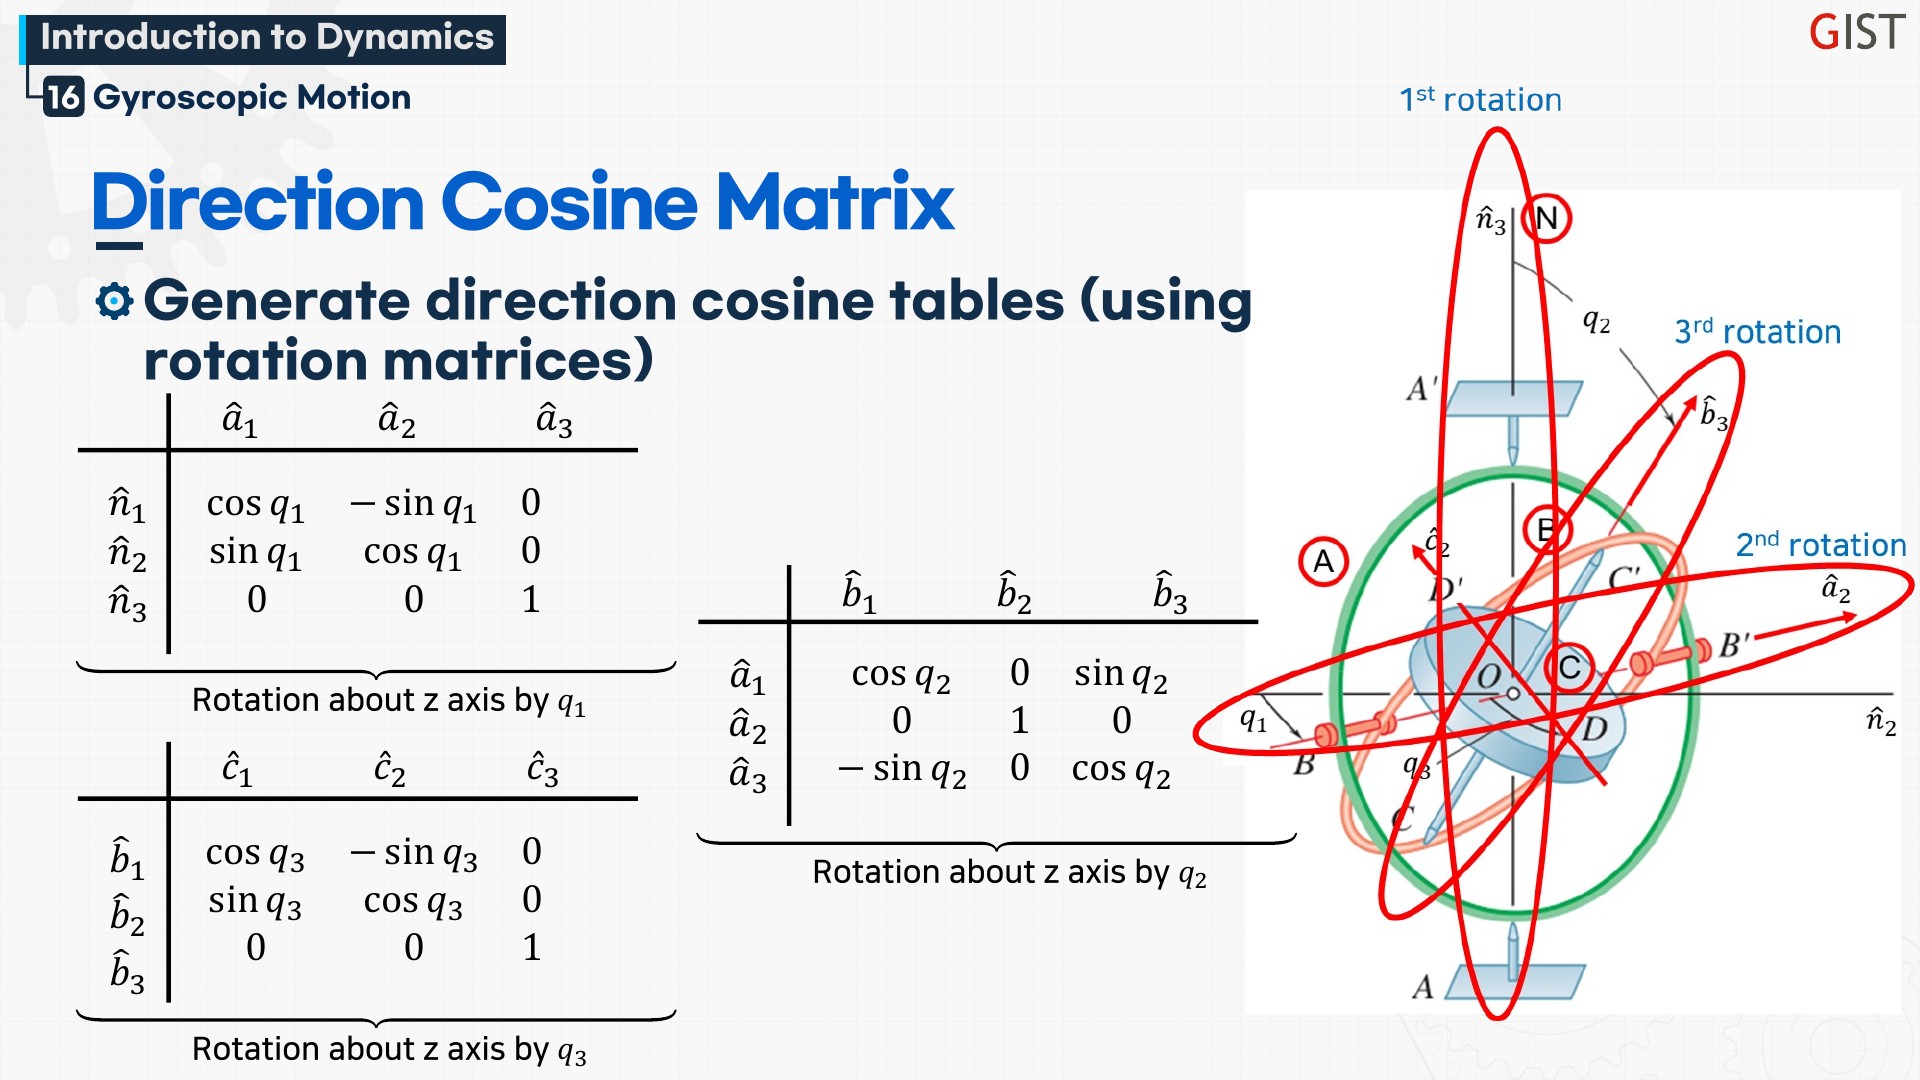 Introduction to Dynamics
GIST
16 Gyroscopic Motion
Direction Cosine Matrix
Generate direction cosine tables (using
rotation matrices)
â₁ â₂ â₃
n̂₁ cos q₁ − sin q₁ 0
n̂₂ sin q₁ cos q₁ 0
n̂₃ 0 0 1
Rotation about z axis by q₁
b̂₁ b̂₂ b̂₃
â₁ cos q₂ 0 sin q₂
â₂ 0 1 0
â₃ − sin q₂ 0 cos q₂
Rotation about z axis by q₂
ĉ₁ ĉ₂ ĉ₃
b̂₁ cos q₃ − sin q₃ 0
b̂₂ sin q₃ cos q₃ 0
b̂₃ 0 0 1
Rotation about z axis by q₃
1st rotation
n̂₃ N
q₂
3rd rotation
A'
b̂₃
B
ĉ₂
2nd rotation
A
C'
D'
â₂
B'
C
O
q₁
n̂₂
D
B
q₃
C
A